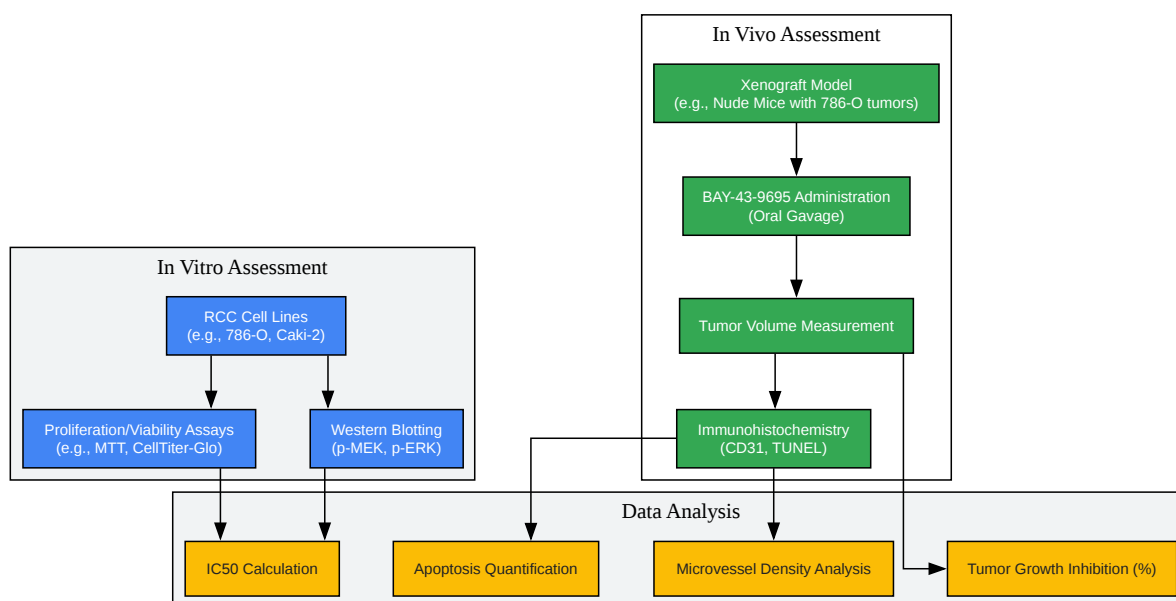 In Vivo Assessment
Xenograft Model
(e.g., Nude Mice with 786-O tumors)
BAY-43-9695 Administration
(Oral Gavage)
Tumor Volume Measurement
Immunohistochemistry
(CD31, TUNEL)
In Vitro Assessment
RCC Cell Lines
(e.g., 786-O, Caki-2)
Proliferation/Viability Assays
(e.g., MTT, CellTiter-Glo)
Western Blotting
(p-MEK, p-ERK)
Data Analysis
IC50 Calculation
Apoptosis Quantification
Microvessel Density Analysis
Tumor Growth Inhibition (%)